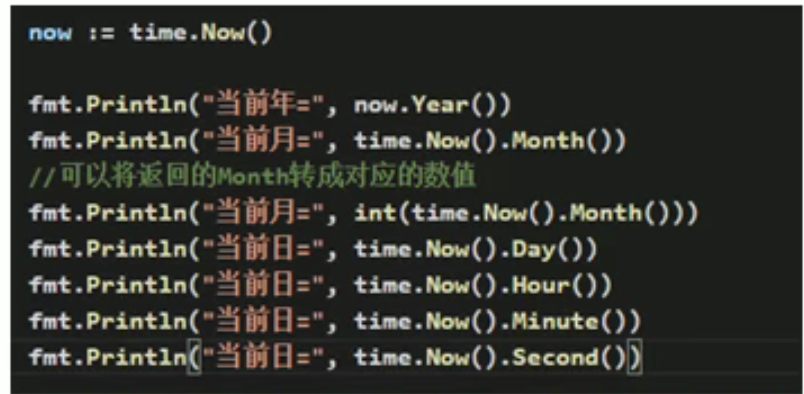 now := time.Now()
fmt.Println("当前年=", now.Year())
fmt.Println("当前月=", time.Now().Month())
//可以将返回的Month转成对应的数值
fmt.Println("当前月=", int(time.Now().Month()))
fmt.Println("当前日=", time.Now().Day())
fmt.Println("当前日=", time.Now().Hour())
fmt.Println("当前日=", time.Now().Minute())
fmt.Println("当前日=", time.Now().Second())